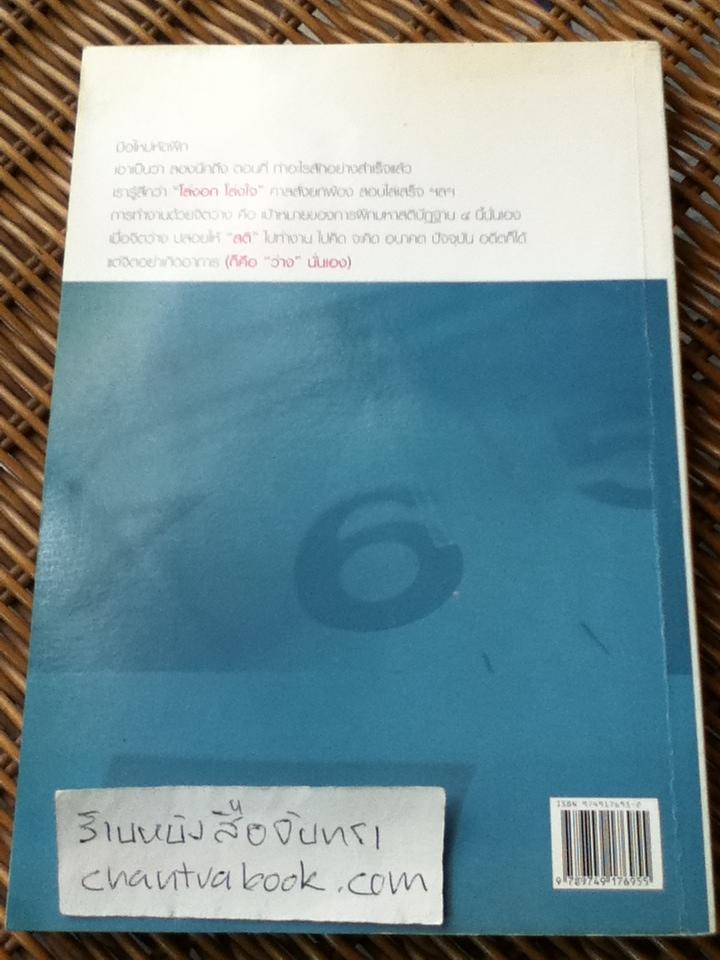 มือใหม่หัดฝึก
เอาเป็นว่า ลองนึกถึง ตอนที่ ทำอะไรสักอย่างสำเร็จแล้ว
เรารู้สึกว่า "โล่งอก โล่งใจ" ศาลสั่งยกฟ้อง สอบไล่เสร็จ ฯลฯ
การทำงานด้วยจิตว่าง คือ เป้าหมายของการฝึกมหาสติปัฏฐาน ๔ นี้นั่นเอง
เมื่อจิตว่าง ปล่อยให้ "สติ" ไปทำงาน ไปคิด จะคิด อนาคต ปัจจุบัน อดีตก็ได้
แต่จิตอย่าเกิดอาการ (ก็คือ "ว่าง" นั่นเอง)
6
ร้านหนังสือจันทรา
chantrabook.com
ISBN 974917695-2
9 789749 176955